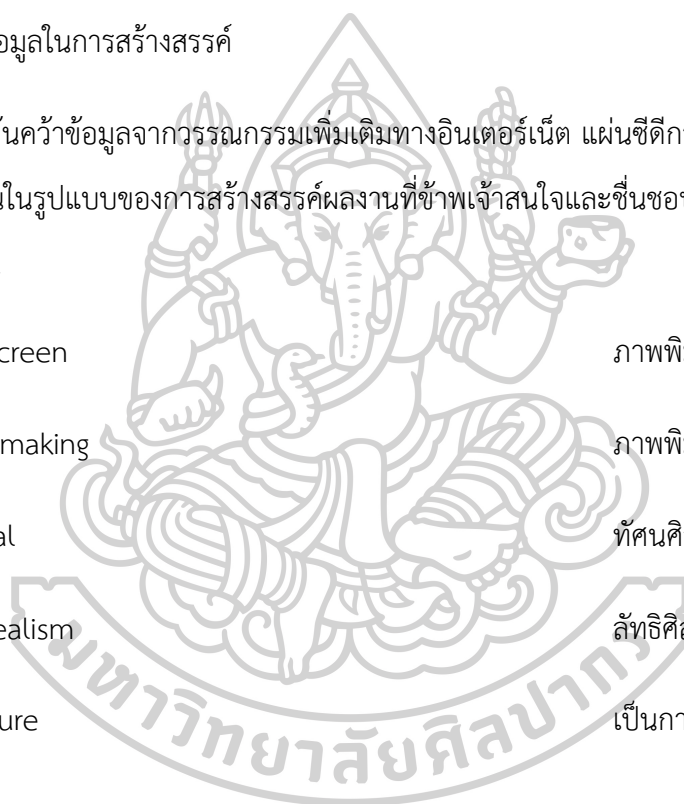 อมูลในการสร้างสรรค์
นคว้าข้อมูลจากวรรณกรรมเพิ่มเติมทางอินเตอร์เน็ต แผ่นซีดีก
นในรูปแบบของการสร้างสรรค์ผลงานที่ข้าพเจ้าสนใจและชื่นชอบ
creen ภาพพิ
making ภาพพิ
al ทัศนศิ
ealism ลัทธิศิล
ure เป็นกา
มหาวิทยาลัยศิลปากร